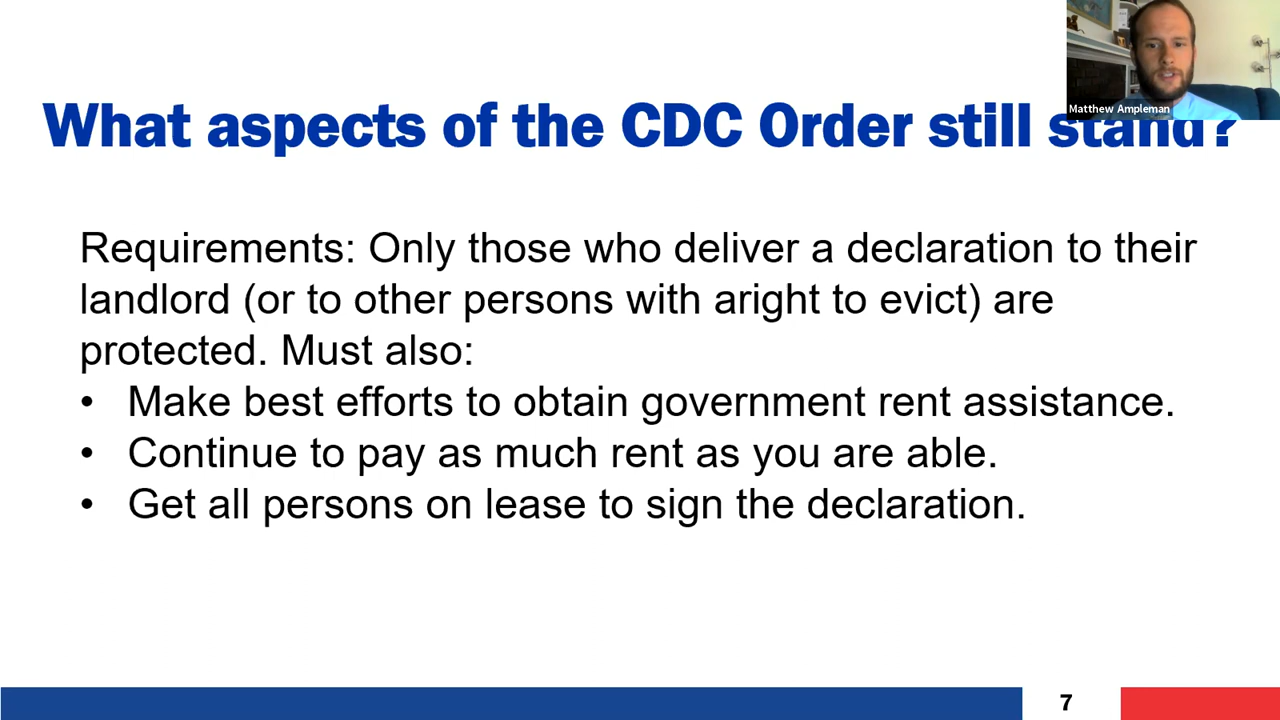 Matthew Ampleman
What aspects of the CDC Order still stand?
Requirements: Only those who deliver a declaration to their
landlord (or to other persons with aright to evict) are
protected. Must also:
• Make best efforts to obtain government rent assistance.
• Continue to pay as much rent as you are able.
• Get all persons on lease to sign the declaration.
7